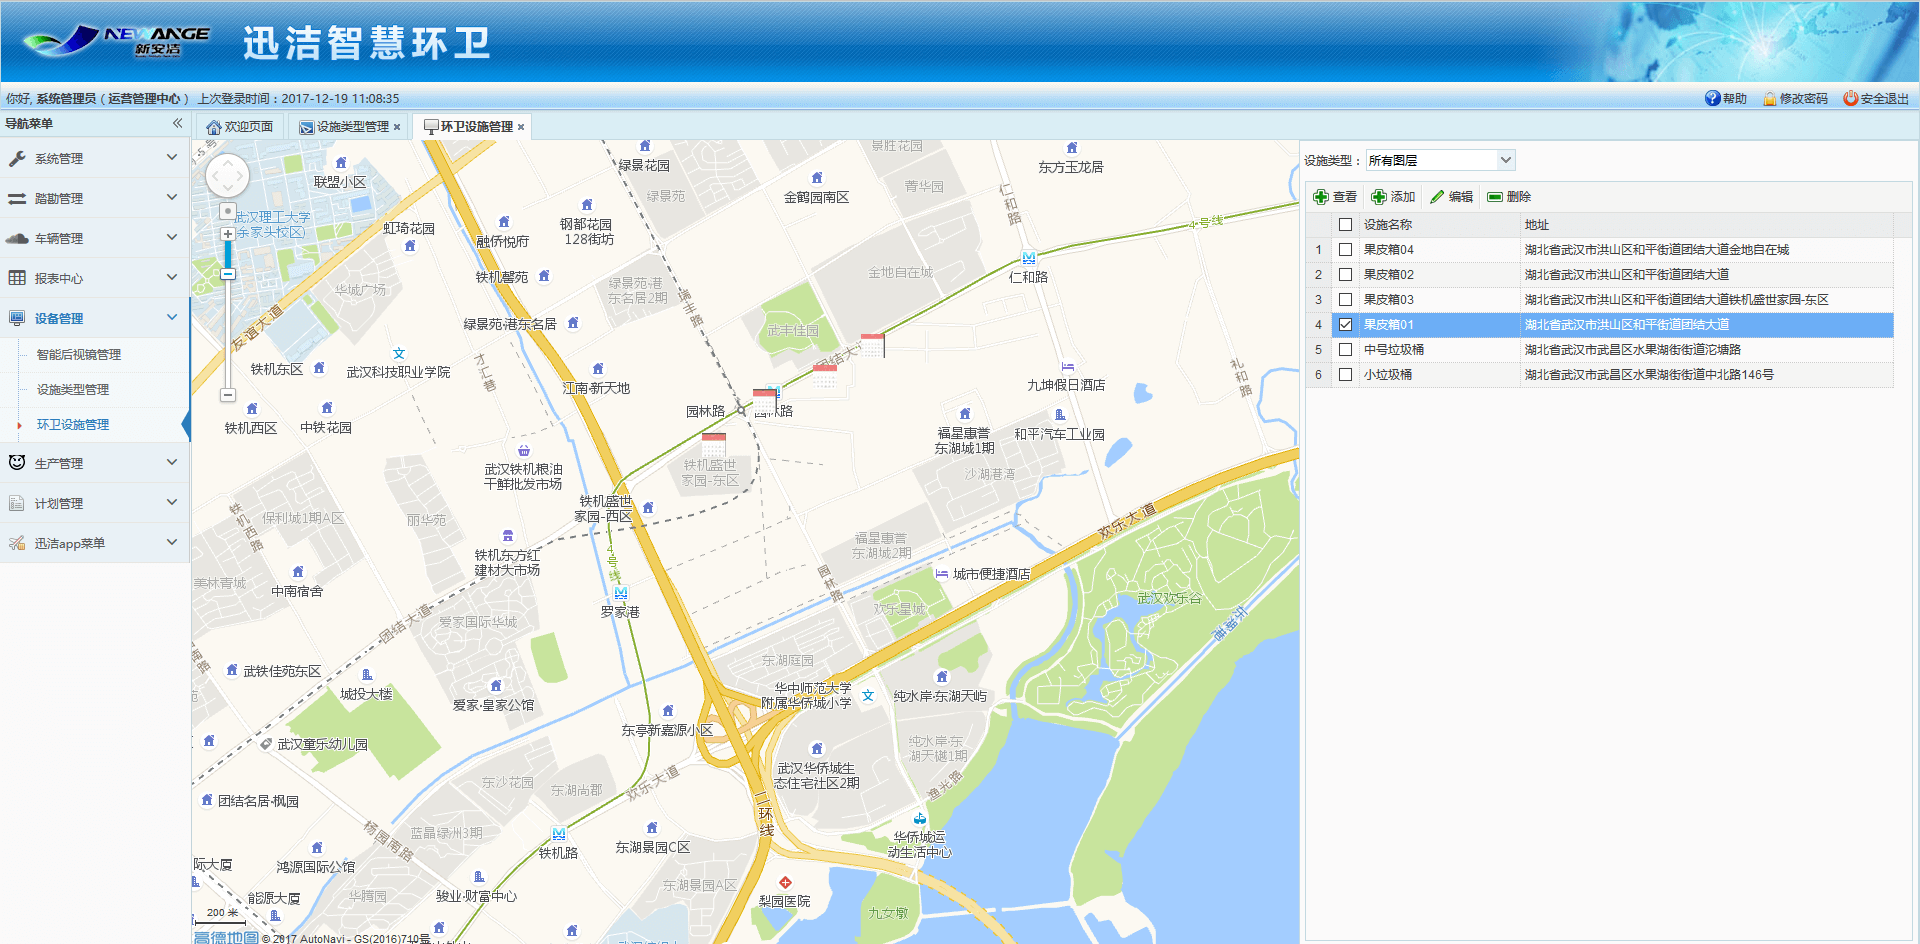 NEWANGE
新安洁
迅洁智慧环卫
你好, 系统管理员 ( 运营管理中心 ) 上次登录时间：2017-12-19 11:08:35
帮助
修改密码
安全退出
导航菜单
系统管理
踏勘管理
车辆管理
报表中心
设备管理
智能后视镜管理
设施类型管理
环卫设施管理
生产管理
计划管理
迅洁app菜单
欢迎页面
设施类型管理
环卫设施管理
绿景花园
景胜花园
东方玉龙居
联盟小区
绿景苑
金鹤园南区
菁华园
仁和路
武汉理工大学
余家头校区)
虹琦花园
融侨悦府
钢都花园
128街坊
4号线
铁机馨苑
绿景苑·港
东名居2期
瑞丰路
金地自在城
仁和路
华城广场
友谊大道
绿景苑·港东名居
武丰佳园
团结大
铁机东区
武汉科技职业学院
才汇巷
江南·新天地
九坤假日酒店
礼和路
铁机西区
中铁花园
园林路
园林路
福星惠誉
东湖城1期
和平汽车工业园
武汉铁机粮油
干鲜批发市场
铁机盛世
家园-东区
沙湖港湾
铁机盛世
家园-西区
铁机西路
保利城1期A区
丽华苑
欢乐大道
铁机东方红
建材大市场
4号线
福星惠誉
东湖城2期
园林路
城市便捷酒店
美林青城
中南宿舍
罗家港
武汉欢乐谷
欢乐星城
东湖港
团结大道
爱家国际华城
武铁佳苑东区
城投大楼
东湖庭园
华中师范大学
附属华侨城小学
纯水岸·东湖天屿
爱家·皇家公馆
东亭新嘉源小区
武汉童乐幼儿园
纯水岸·东
湖天樾1期
东沙花园
东湖尚郡
欢乐大道
武汉华侨城生
态住宅社区2期
渔光路
团结名居·枫园
二环线
杨园南路
蓝晶绿洲3期
铁机路
东湖景园C区
华侨城运
动生活中心
际大厦
鸿源国际公馆
能源大厦
华腾园
骏业·财富中心
东湖景园A区
梨园医院
九女墩
200 米
高德地图 © 2017 AutoNavi - GS(2016)710号
设施类型：
所有图层
查看
添加
编辑
删除
设施名称
地址
1 果皮箱04 湖北省武汉市洪山区和平街道团结大道金地自在城
2 果皮箱02 湖北省武汉市洪山区和平街道团结大道
3 果皮箱03 湖北省武汉市洪山区和平街道团结大道铁机盛世家园-东区
4 果皮箱01 湖北省武汉市洪山区和平街道团结大道
5 中号垃圾桶 湖北省武汉市武昌区水果湖街街道沱塘路
6 小垃圾桶 湖北省武汉市武昌区水果湖街街道中北路146号